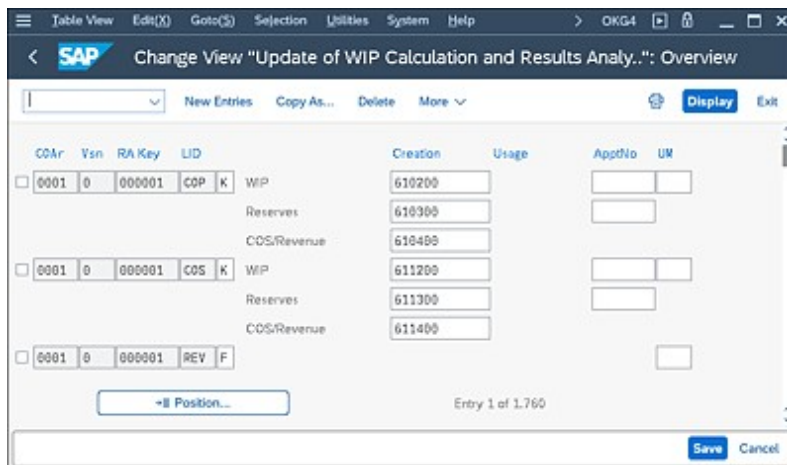 Table View Edit(X) Goto(S) Selection Utilities System Help > OKG4
< SAP Change View "Update of WIP Calculation and Results Analy..": Overview
New Entries Copy As... Delete More Display Exit
COAr Vsn RA Key LID Creation Usage ApptNo UM
0001 0 000001 COP K WIP 610200
Reserves 610300
COS/Revenue 610400
0001 0 000001 COS K WIP 611200
Reserves 611300
COS/Revenue 611400
0001 0 000001 REV F
Position... Entry 1 of 1.760
Save Cancel